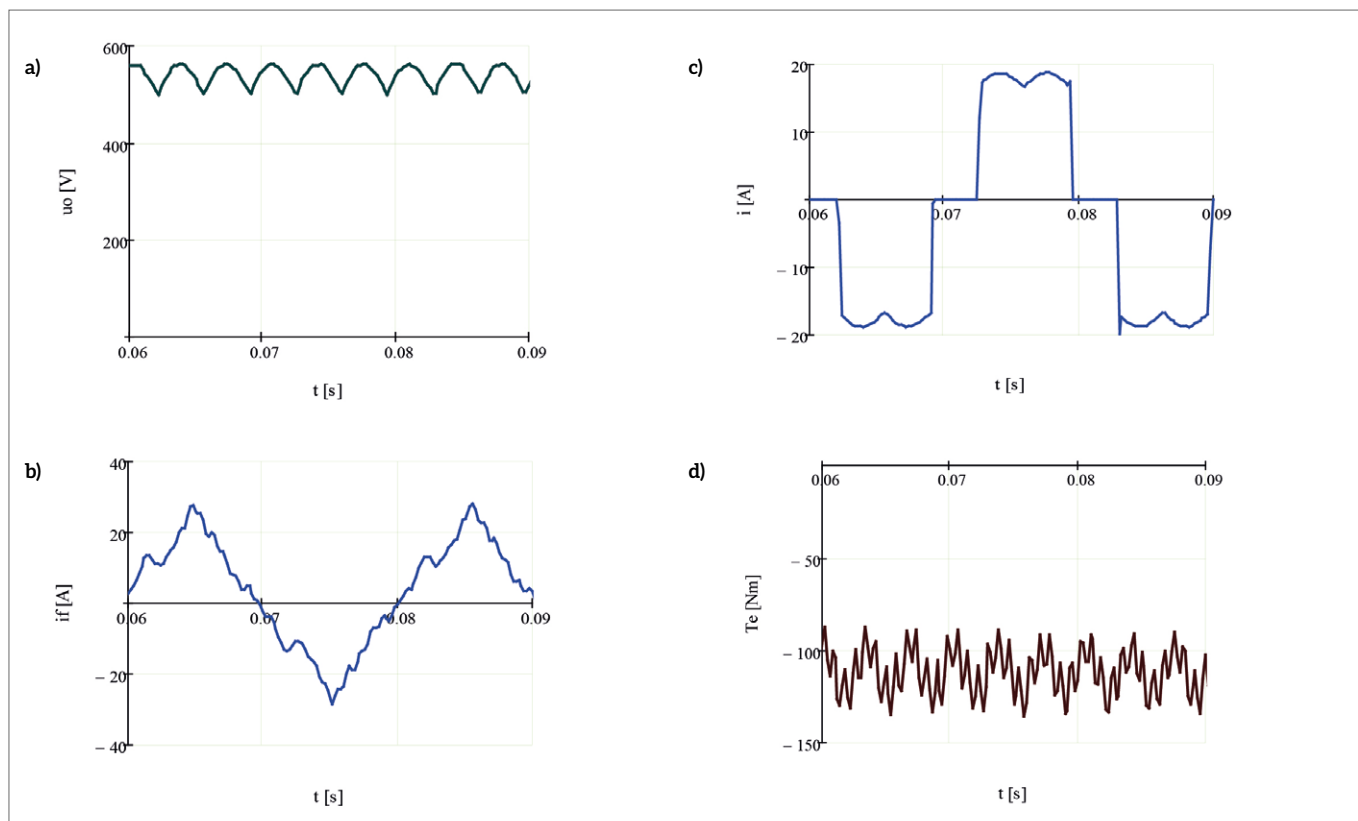 a)
600
400
200
uo [V]
0.06 0.07 0.08 0.09
t [s]
b)
40
20
– 20
– 40
if [A]
0.06 0.07 0.08 0.09
t [s]
c)
20
10
– 10
– 20
i [A]
0.06 0.07 0.08 0.09
t [s]
d)
0.06 0.07 0.08 0.09
– 50
– 100
– 150
Te [Nm]
t [s]